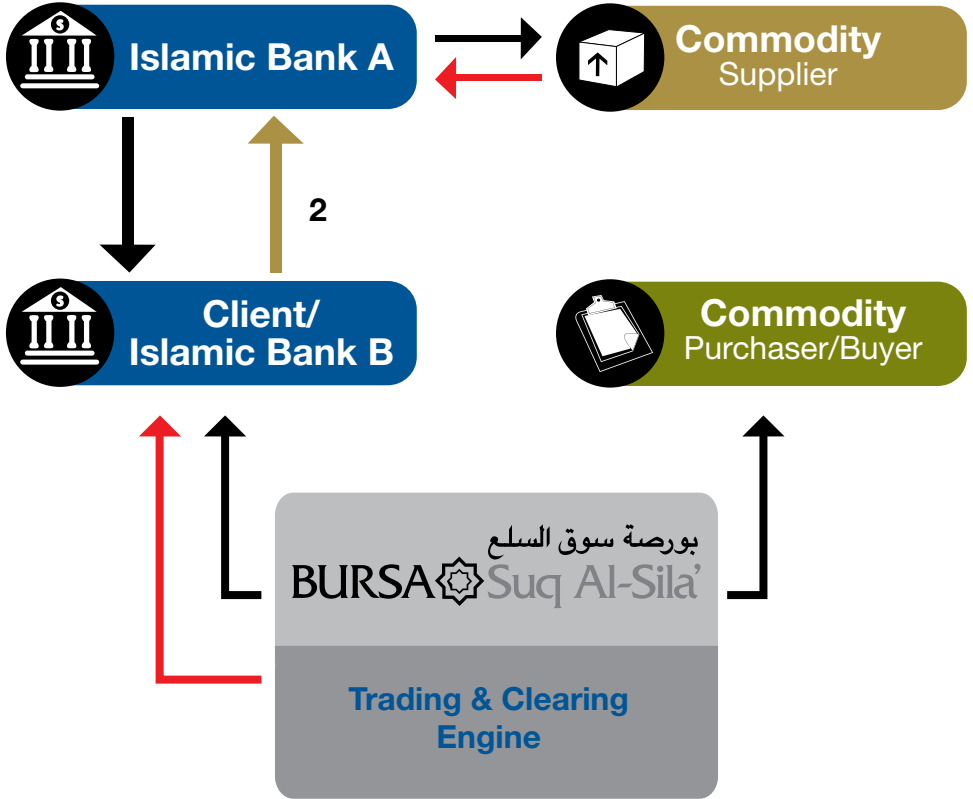 Islamic Bank A
Commodity
Supplier
2
Client/
Islamic Bank B
Commodity
Purchaser/Buyer
بورصة سوق السلع
BURSA Suq Al-Sila'
Trading & Clearing
Engine